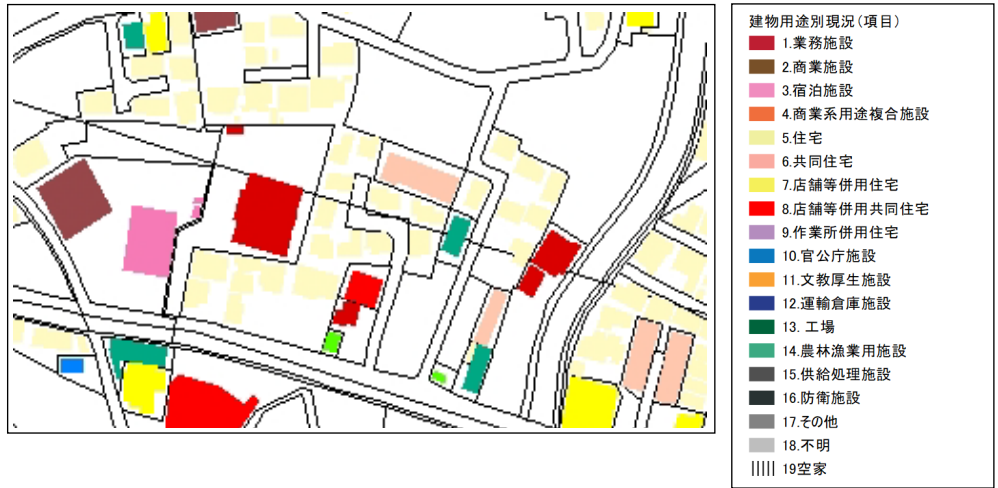 建物用途別現況(項目)
1.業務施設
2.商業施設
3.宿泊施設
4.商業系用途複合施設
5.住宅
6.共同住宅
7.店舗等併用住宅
8.店舗等併用共同住宅
9.作業所併用住宅
10.官公庁施設
11.文教厚生施設
12.運輸倉庫施設
13. 工場
14.農林漁業用施設
15.供給処理施設
16.防衛施設
17.その他
18.不明
19空家